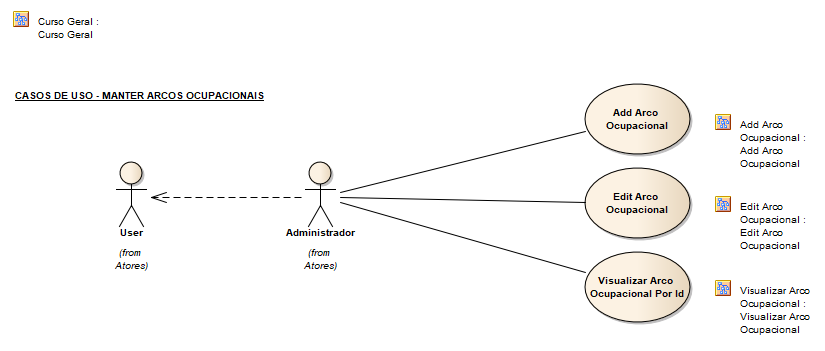 Curso Geral :
Curso Geral
CASOS DE USO - MANTER ARCOS OCUPACIONAIS
Add Arco
Ocupacional
Add Arco
Ocupacional :
Add Arco
Ocupacional
Edit Arco
Ocupacional
Edit Arco
Ocupacional :
Edit Arco
Ocupacional
User
(from
Atores)
Administrador
(from
Atores)
Visualizar Arco
Ocupacional Por Id
Visualizar Arco
Ocupacional :
Visualizar Arco
Ocupacional